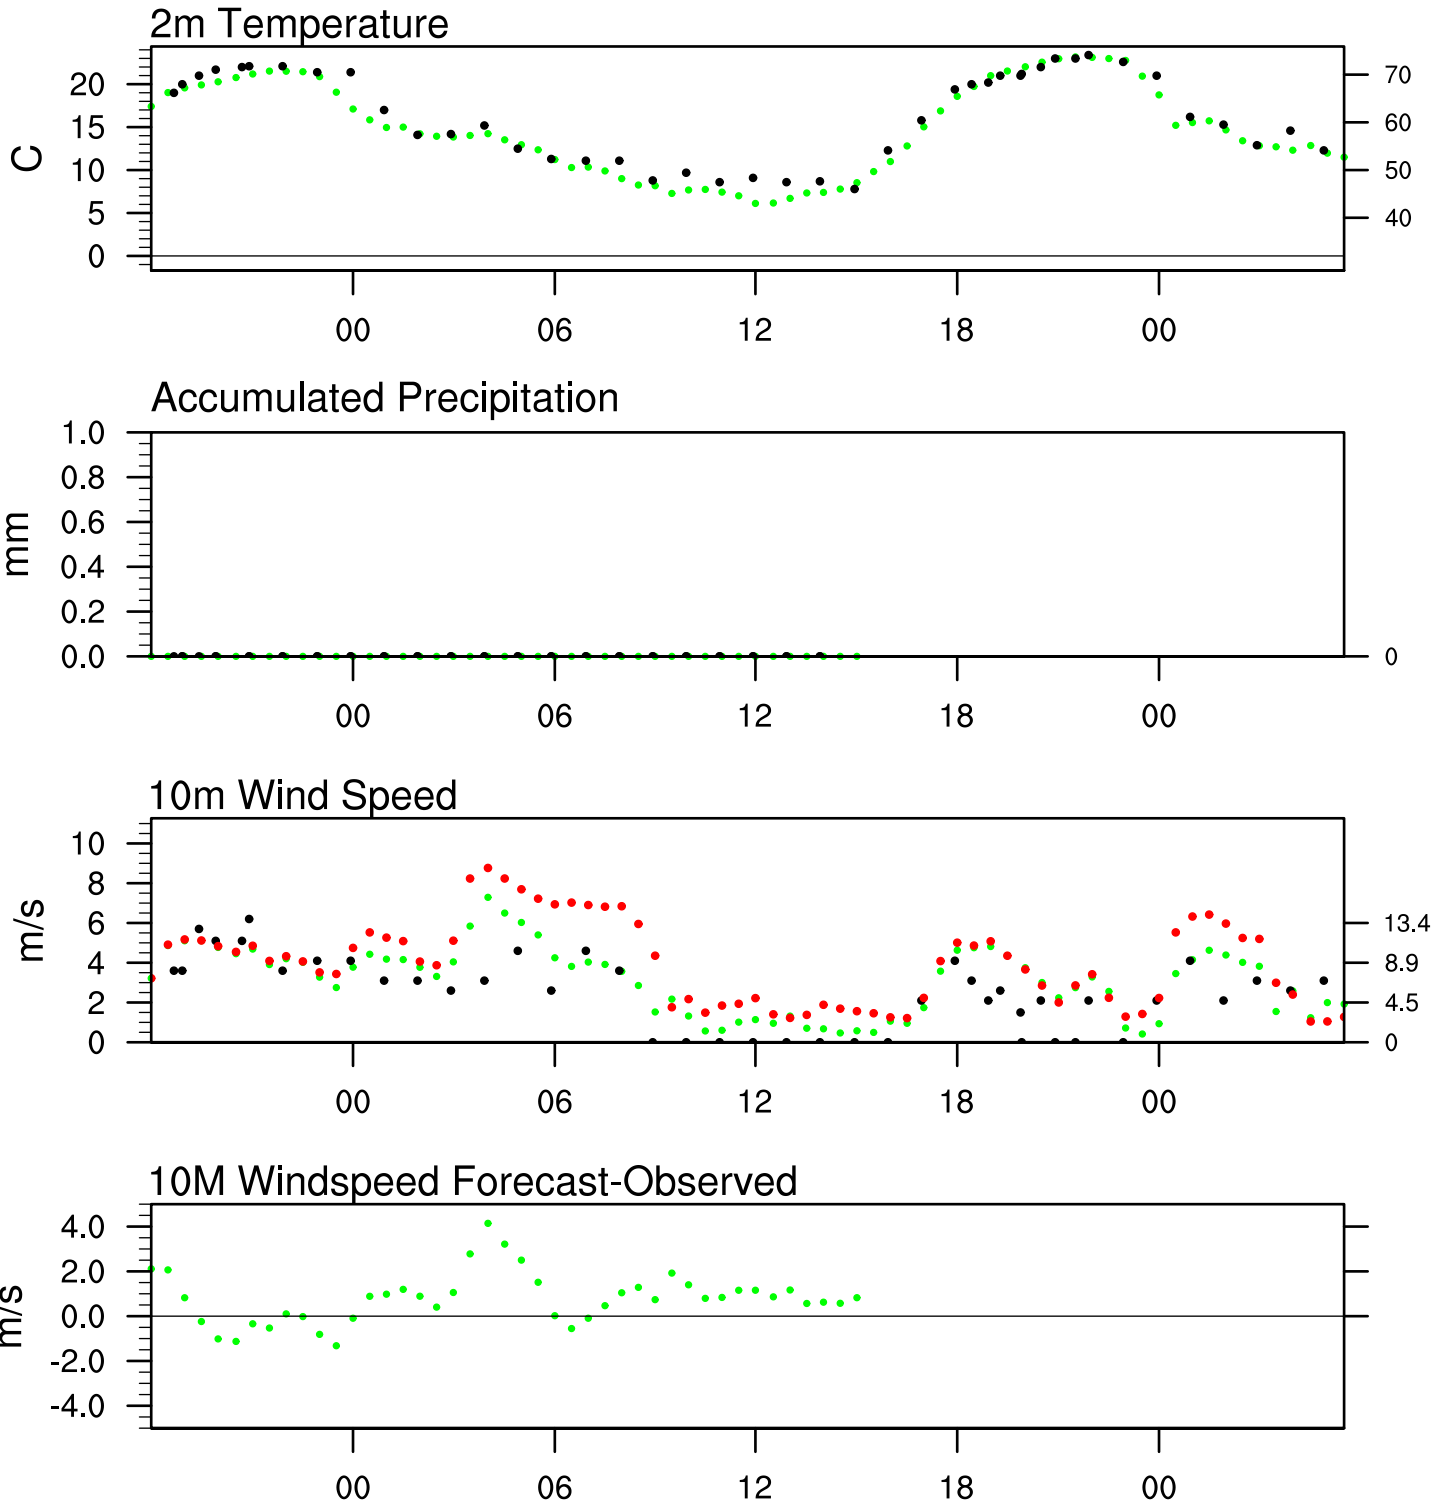 2m Temperature
20
15
10
5
0
C
70
60
50
40
00 06 12 18 00
Accumulated Precipitation
1.0
0.8
0.6
0.4
0.2
0.0
mm
0
00 06 12 18 00
10m Wind Speed
10
8
6
4
2
0
m/s
13.4
8.9
4.5
0
00 06 12 18 00
10M Windspeed Forecast-Observed
4.0
2.0
0.0
-2.0
-4.0
m/s
00 06 12 18 00